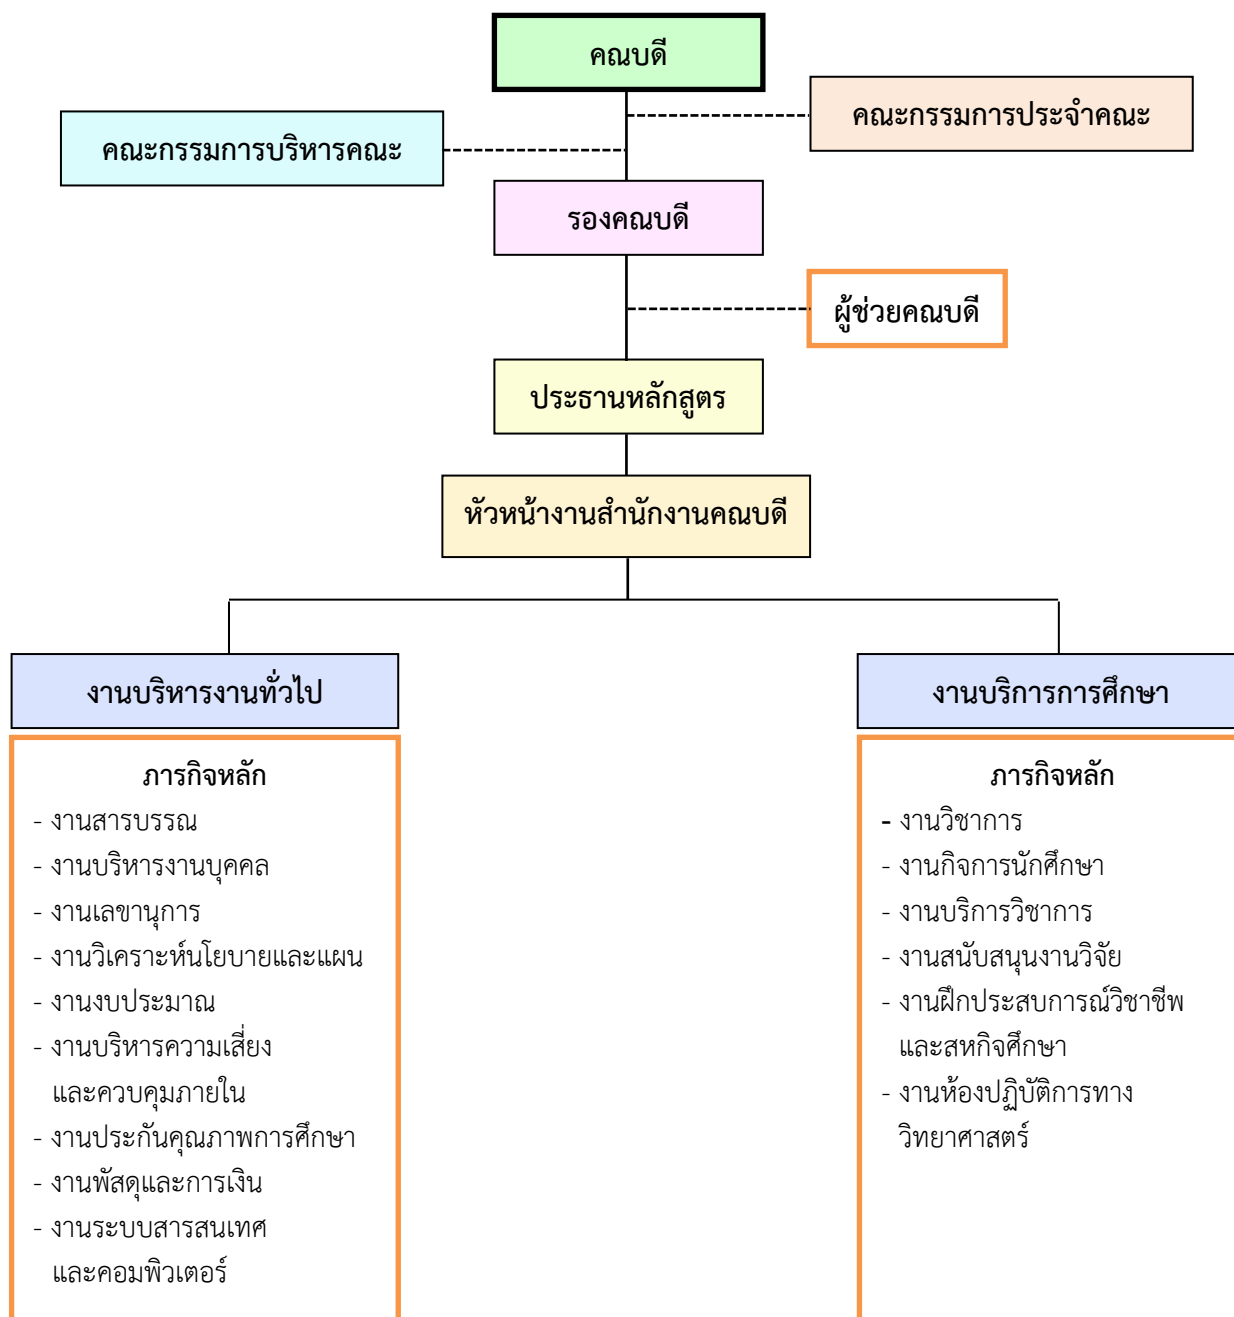 คณบดี
คณะกรรมการประจำคณะ
คณะกรรมการบริหารคณะ
รองคณบดี
ผู้ช่วยคณบดี
ประธานหลักสูตร
หัวหน้างานสำนักงานคณบดี
งานบริหารงานทั่วไป
ภารกิจหลัก
- งานสารบรรณ
- งานบริหารงานบุคคล
- งานเลขานุการ
- งานวิเคราะห์นโยบายและแผน
- งานงบประมาณ
- งานบริหารความเสี่ยง
และควบคุมภายใน
- งานประกันคุณภาพการศึกษา
- งานพัสดุและการเงิน
- งานระบบสารสนเทศ
และคอมพิวเตอร์
งานบริการการศึกษา
ภารกิจหลัก
- งานวิชาการ
- งานกิจการนักศึกษา
- งานบริการวิชาการ
- งานสนับสนุนงานวิจัย
- งานฝึกประสบการณ์วิชาชีพ
และสหกิจศึกษา
- งานห้องปฏิบัติการทาง
วิทยาศาสตร์